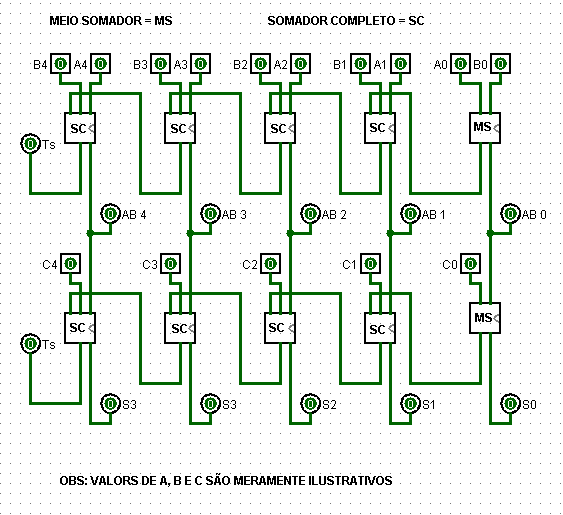 MEIO SOMADOR = MS SOMADOR COMPLETO = SC
B4 0 A4 0 B3 0 A3 0 B2 0 A2 0 B1 0 A1 0 A0 0 B0 0
SC SC SC SC MS
0 Ts
0 AB 4 0 AB 3 0 AB 2 0 AB 1 0 AB 0
C4 0 C3 0 C2 0 C1 0 C0 0
SC SC SC SC MS
0 Ts
0 S3 0 S3 0 S2 0 S1 0 S0
OBS: VALORS DE A, B E C SÃO MERAMENTE ILUSTRATIVOS